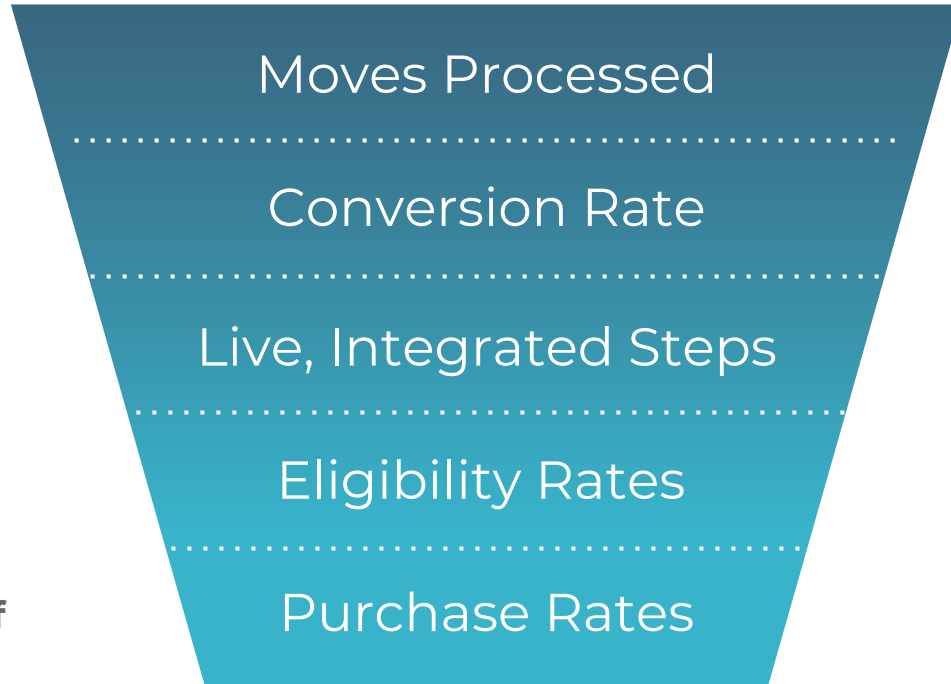 Moves Processed
Conversion Rate
Live, Integrated Steps
Eligibility Rates
Purchase Rates